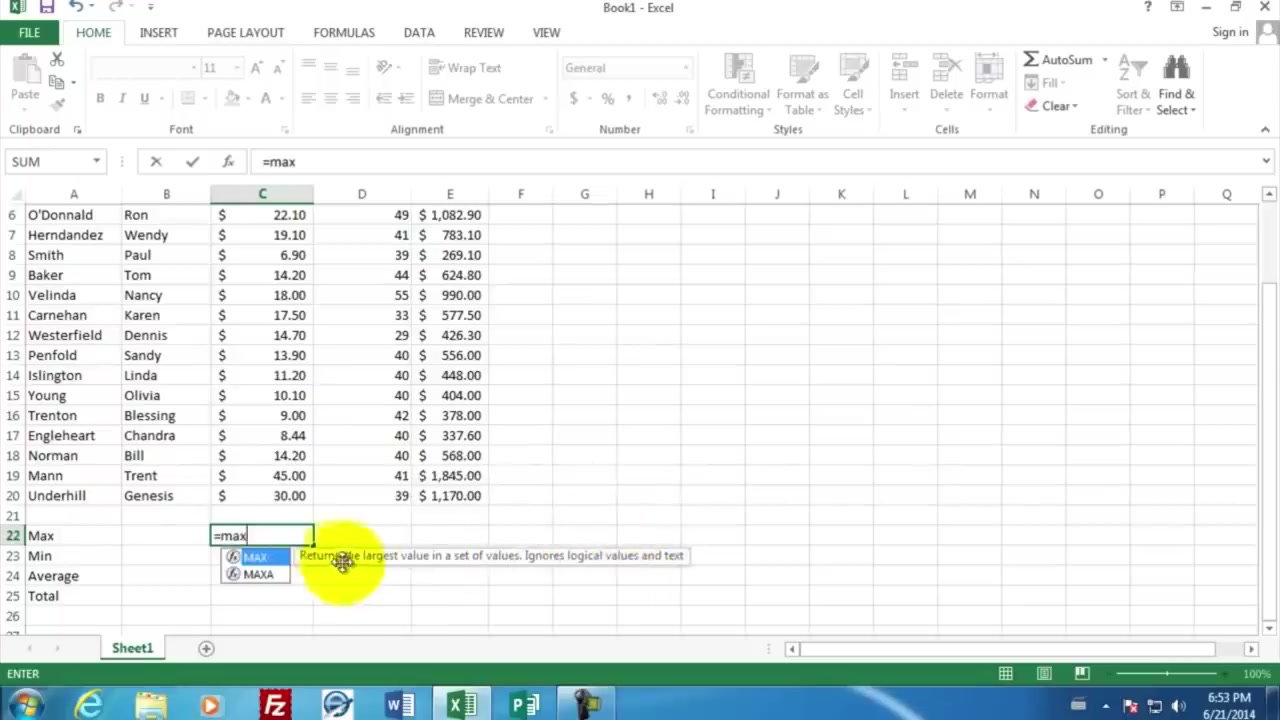 Book1 - Excel
?
FILE HOME INSERT PAGE LAYOUT FORMULAS DATA REVIEW VIEW Sign in
Paste 11 A A Wrap Text General AutoSum
B I U A Merge & Center $ % , Conditional Formatting Format as Table Cell Styles Insert Delete Format Fill Clear Sort & Filter Find & Select
Clipboard Font Alignment Number Styles Cells Editing
SUM fx =max
A B C D E F G H I J K L M N O P Q
6 O'Donnald Ron $ 22.10 49 $ 1,082.90
7 Herndandez Wendy $ 19.10 41 $ 783.10
8 Smith Paul $ 6.90 39 $ 269.10
9 Baker Tom $ 14.20 44 $ 624.80
10 Velinda Nancy $ 18.00 55 $ 990.00
11 Carnehan Karen $ 17.50 33 $ 577.50
12 Westerfield Dennis $ 14.70 29 $ 426.30
13 Penfold Sandy $ 13.90 40 $ 556.00
14 Islington Linda $ 11.20 40 $ 448.00
15 Young Olivia $ 10.10 40 $ 404.00
16 Trenton Blessing $ 9.00 42 $ 378.00
17 Engleheart Chandra $ 8.44 40 $ 337.60
18 Norman Bill $ 14.20 40 $ 568.00
19 Mann Trent $ 45.00 41 $ 1,845.00
20 Underhill Genesis $ 30.00 39 $ 1,170.00
21
22 Max =max
23 Min MAX Returns the largest value in a set of values. Ignores logical values and text
24 Average MAXA
25 Total
26
Sheet1
ENTER 100%
6:53 PM
6/21/2014